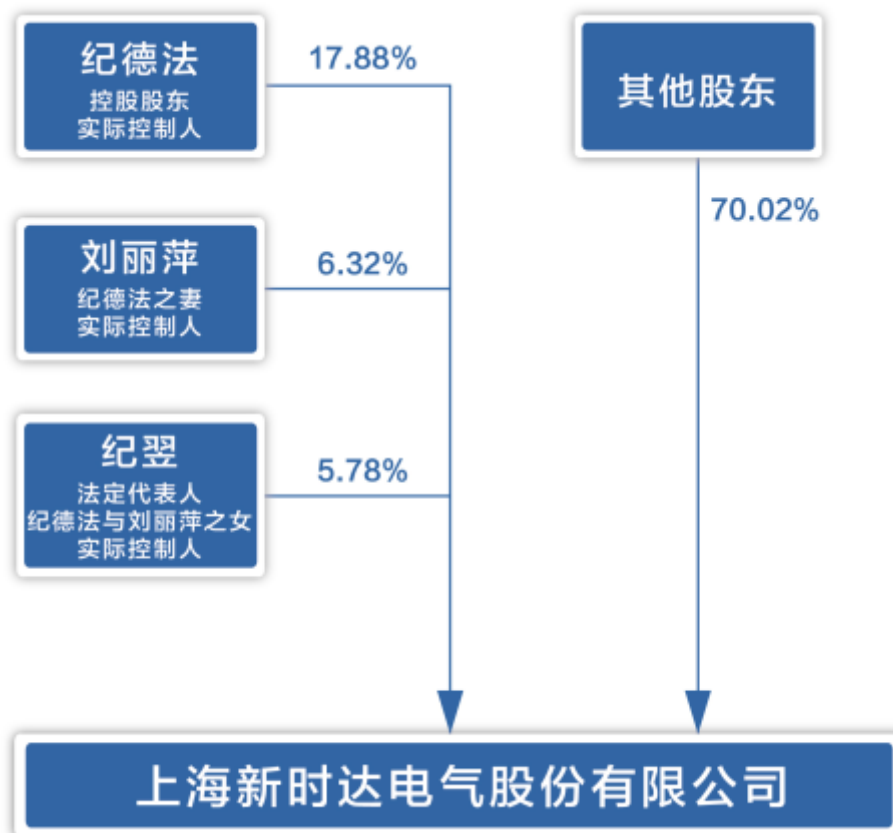 纪德法
控股股东
实际控制人
17.88%
其他股东
70.02%
刘丽萍
纪德法之妻
实际控制人
6.32%
纪翌
法定代表人
纪德法与刘丽萍之女
实际控制人
5.78%
上海新时达电气股份有限公司